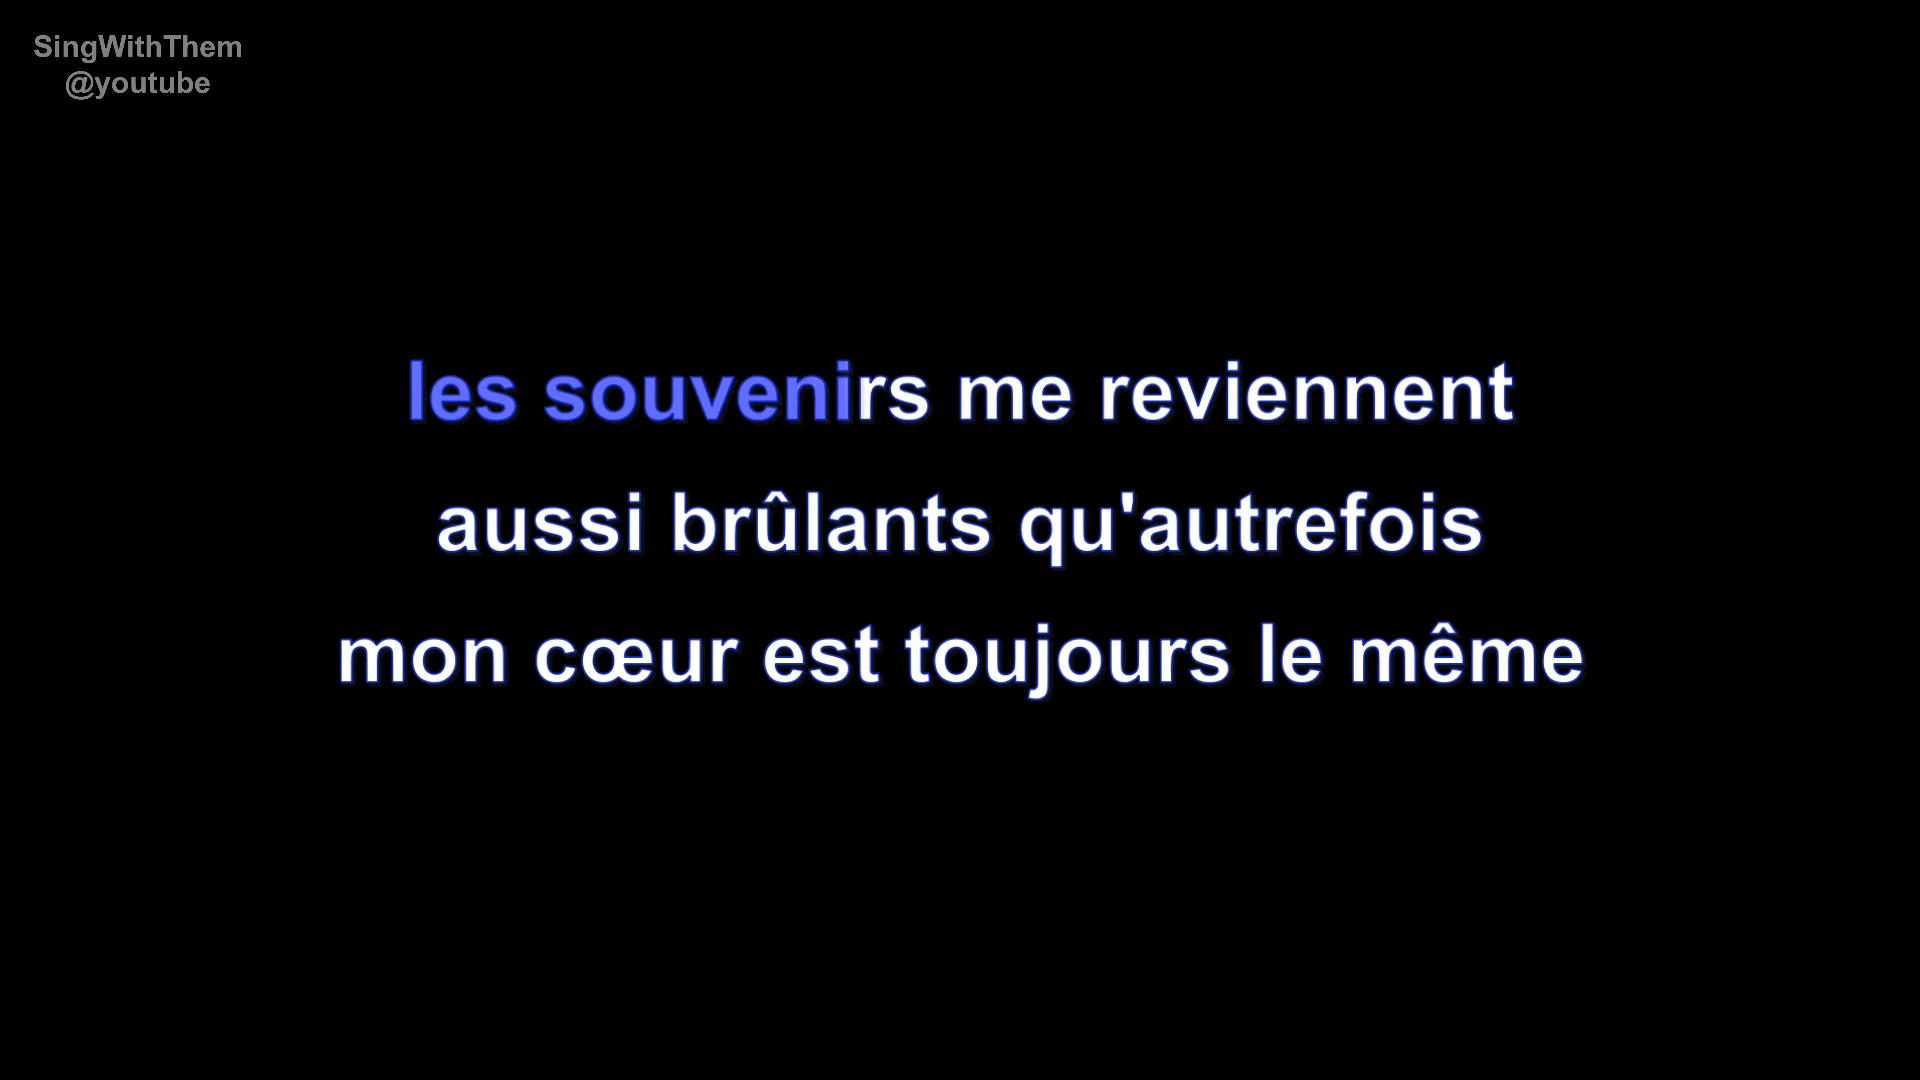 SingWithThem
@youtube
les souvenirs me reviennent
aussi brûlants qu'autrefois
mon cœur est toujours le même